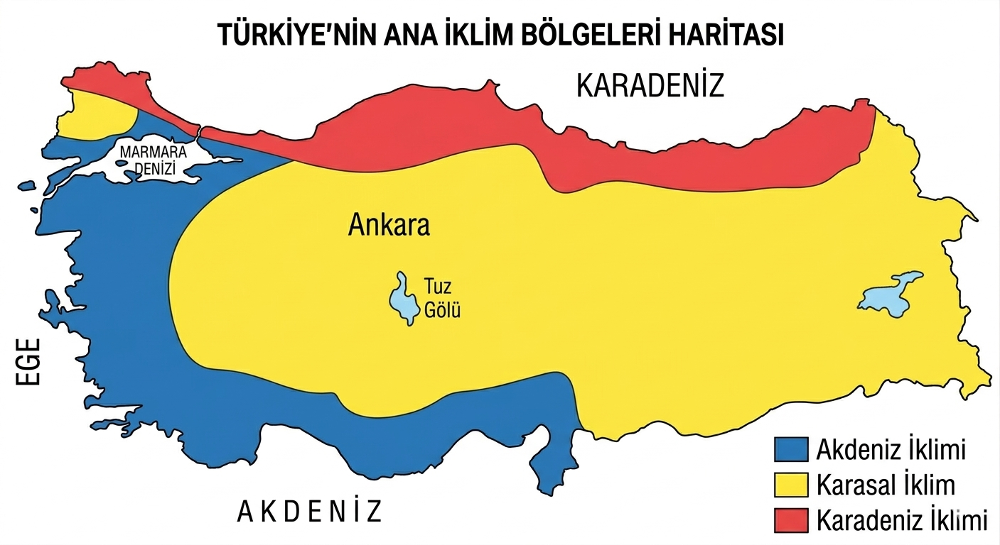 TÜRKİYE'NİN ANA İKLİM BÖLGELERİ HARİTASI
KARADENİZ
MARMARA
DENİZİ
Ankara
Tuz
Gölü
EGE
AKDENİZ
Akdeniz İklimi
Karasal İklim
Karadeniz İklimi